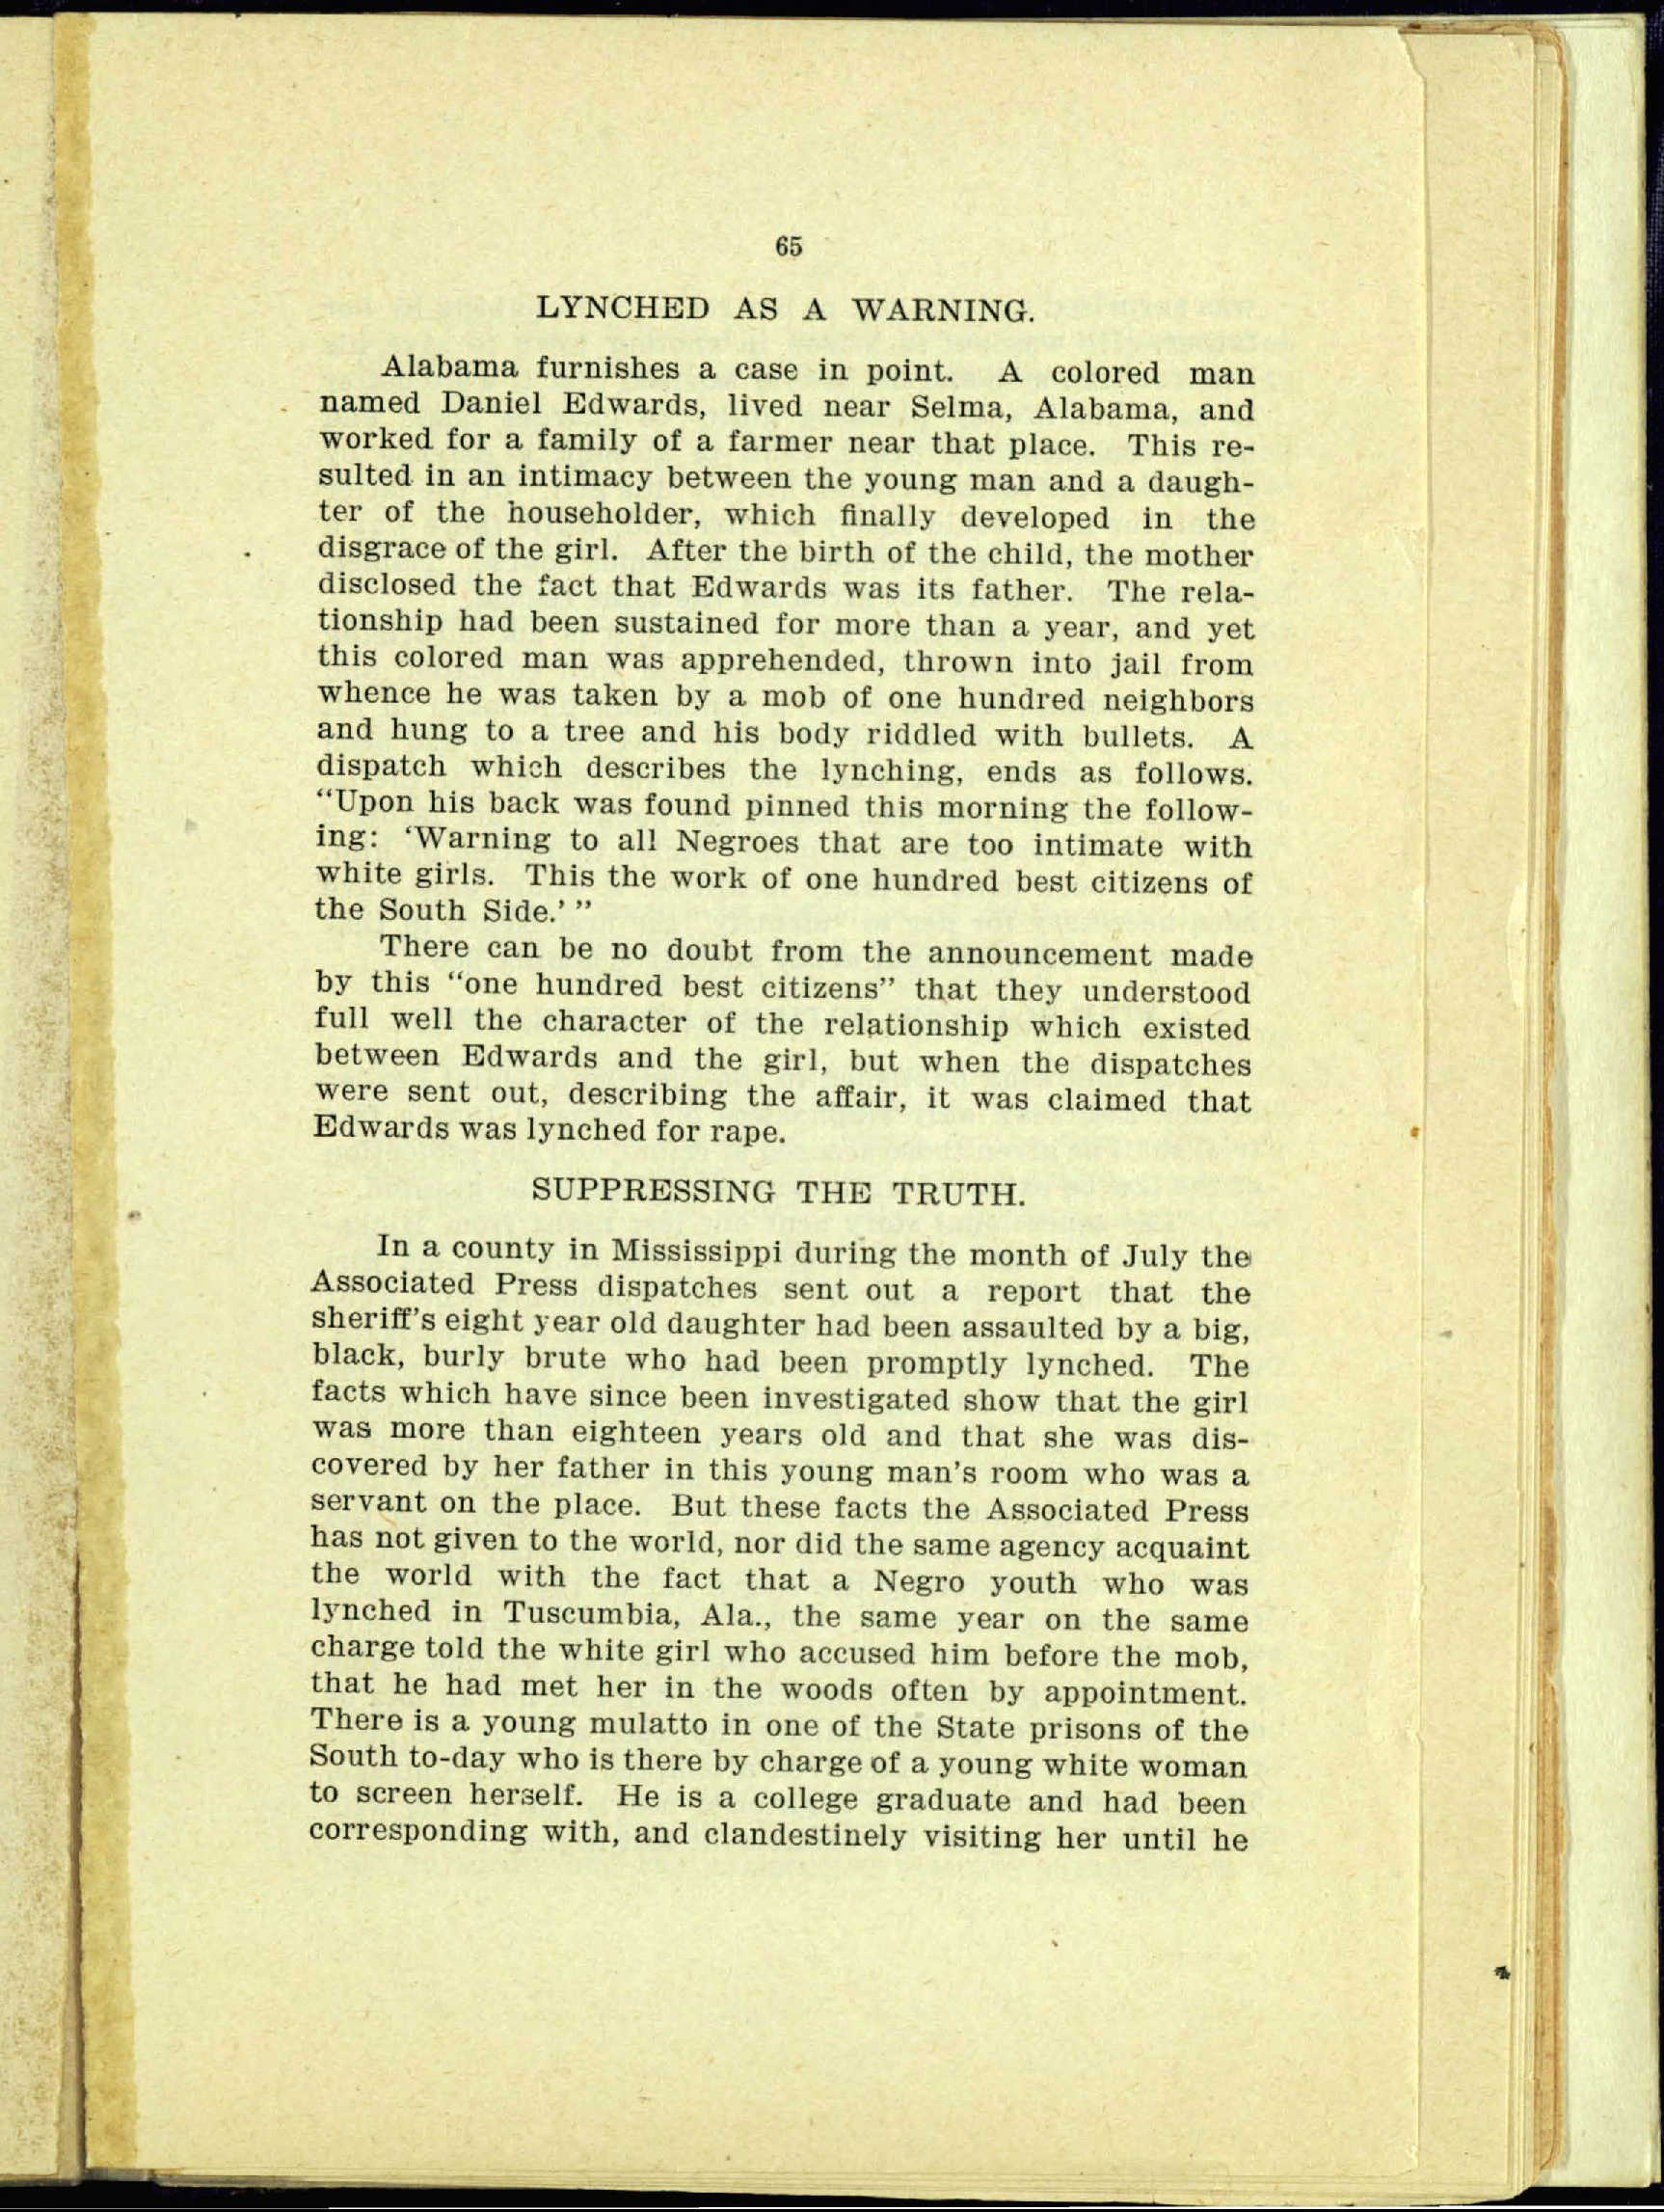 65
LYNCHED AS A WARNING.
Alabama furnishes a case in point. A colored man
named Daniel Edwards, lived near Selma, Alabama, and
worked for a family of a farmer near that place. This re-
sulted in an intimacy between the young man and a daugh-
ter of the householder, which finally developed in the
disgrace of the girl. After the birth of the child, the mother
disclosed the fact that Edwards was its father. The rela-
tionship had been sustained for more than a year, and yet
this colored man was apprehended, thrown into jail from
whence he was taken by a mob of one hundred neighbors
and hung to a tree and his body riddled with bullets. A
dispatch which describes the lynching, ends as follows.
“Upon his back was found pinned this morning the follow-
ing: ‘Warning to all Negroes that are too intimate with
white girls. This the work of one hundred best citizens of
the South Side.’ ”
There can be no doubt from the announcement made
by this “one hundred best citizens” that they understood
full well the character of the relationship which existed
between Edwards and the girl, but when the dispatches
were sent out, describing the affair, it was claimed that
Edwards was lynched for rape.
SUPPRESSING THE TRUTH.
In a county in Mississippi during the month of July the
Associated Press dispatches sent out a report that the
sheriff’s eight year old daughter had been assaulted by a big,
black, burly brute who had been promptly lynched. The
facts which have since been investigated show that the girl
was more than eighteen years old and that she was dis-
covered by her father in this young man’s room who was a
servant on the place. But these facts the Associated Press
has not given to the world, nor did the same agency acquaint
the world with the fact that a Negro youth who was
lynched in Tuscumbia, Ala., the same year on the same
charge told the white girl who accused him before the mob,
that he had met her in the woods often by appointment.
There is a young mulatto in one of the State prisons of the
South to-day who is there by charge of a young white woman
to screen herself. He is a college graduate and had been
corresponding with, and clandestinely visiting her until he